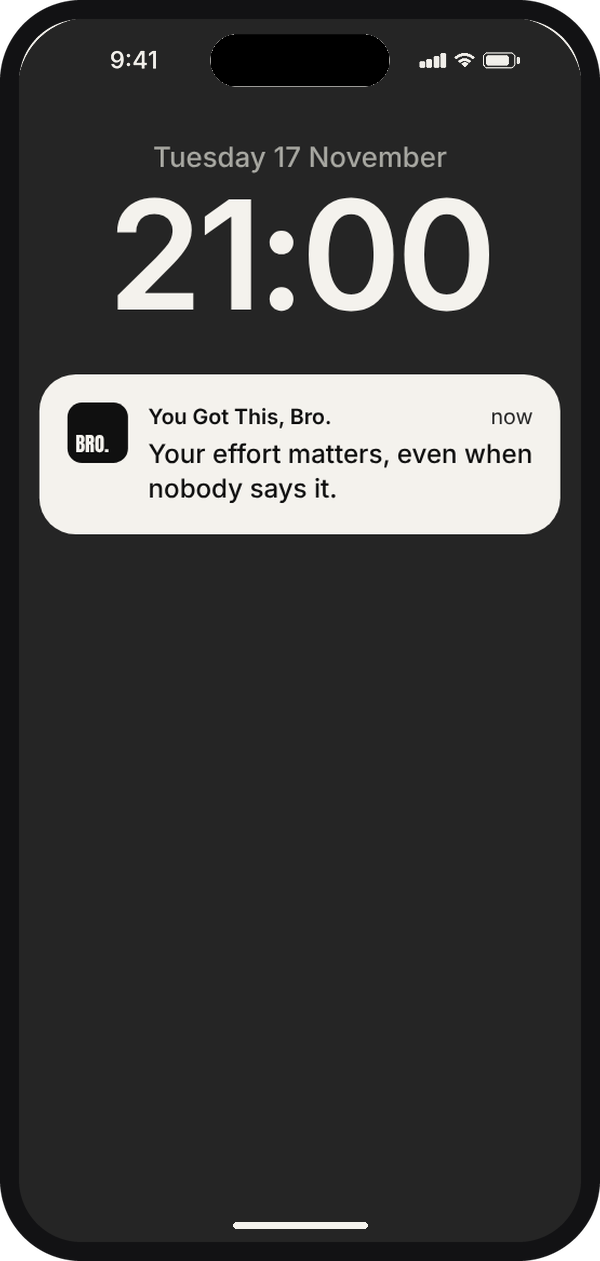 9:41
Tuesday 17 November
21:00
BRO.
You Got This, Bro.
now
Your effort matters, even when
nobody says it.